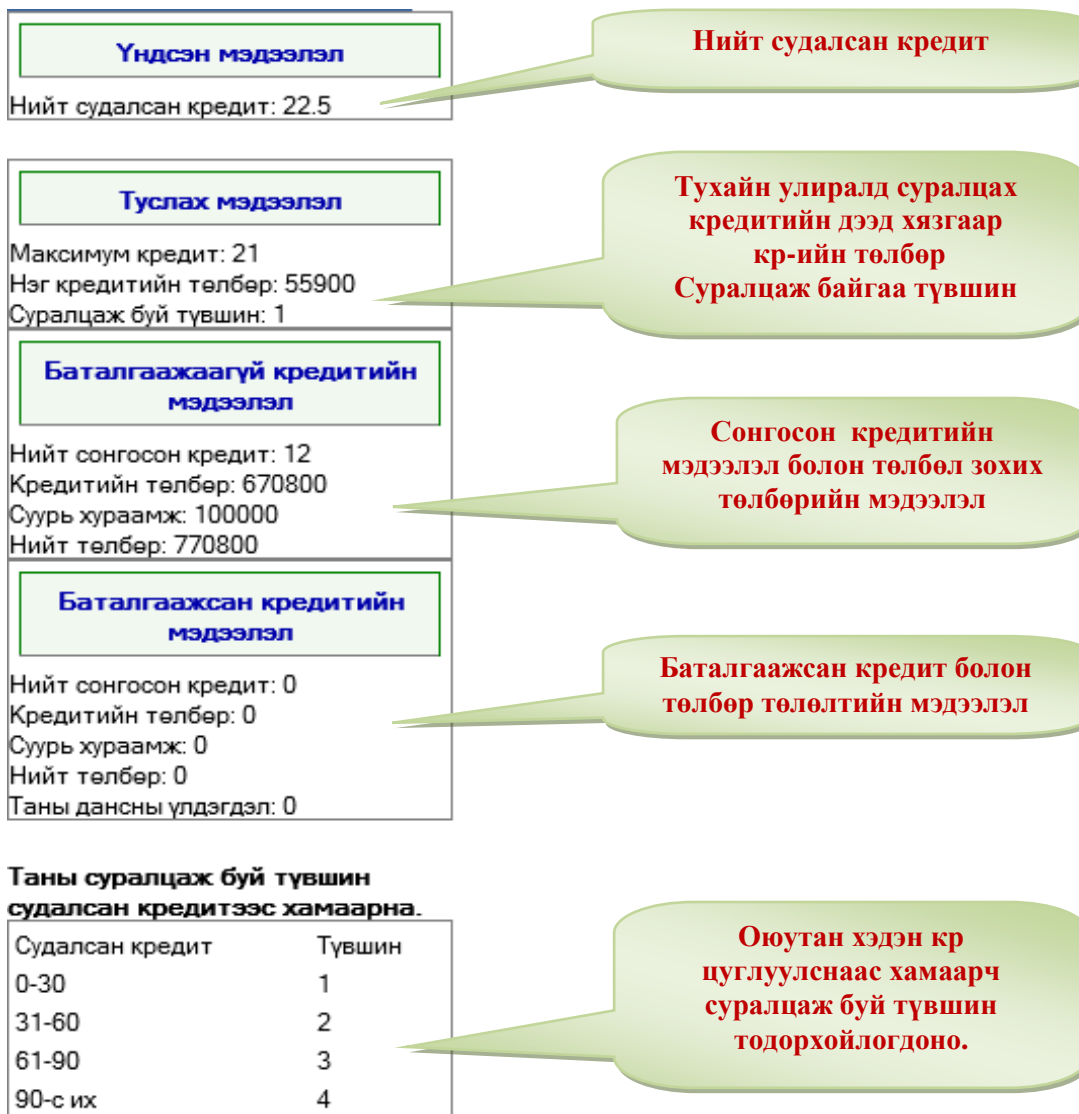 Үндсэн мэдээлэл
Нийт судалсан кредит: 22.5
Нийт судалсан кредит
Туслах мэдээлэл
Максимум кредит: 21
Нэг кредитийн төлбөр: 55900
Суралцаж буй түвшин: 1
Тухайн улиралд суралцах
кредитийн дээд хязгаар
кр-ийн төлбөр
Суралцаж байгаа түвшин
Баталгаажаагүй кредитийн
мэдээлэл
Нийт сонгосон кредит: 12
Кредитийн төлбөр: 670800
Суурь хураамж: 100000
Нийт төлбөр: 770800
Сонгосон кредитийн
мэдээлэл болон төлбөл зохих
төлбөрийн мэдээлэл
Баталгаажсан кредитийн
мэдээлэл
Нийт сонгосон кредит: 0
Кредитийн төлбөр: 0
Суурь хураамж: 0
Нийт төлбөр: 0
Таны дансны үлдэгдэл: 0
Баталгаажсан кредит болон
төлбөр төлөлтийн мэдээлэл
Таны суралцаж буй түвшин
судалсан кредитээс хамаарна.
Судалсан кредит Түвшин
0-30 1
31-60 2
61-90 3
90-с их 4
Оюутан хэдэн кр
цуглуулснаас хамаарч
суралцаж буй түвшин
тодорхойлогдоно.